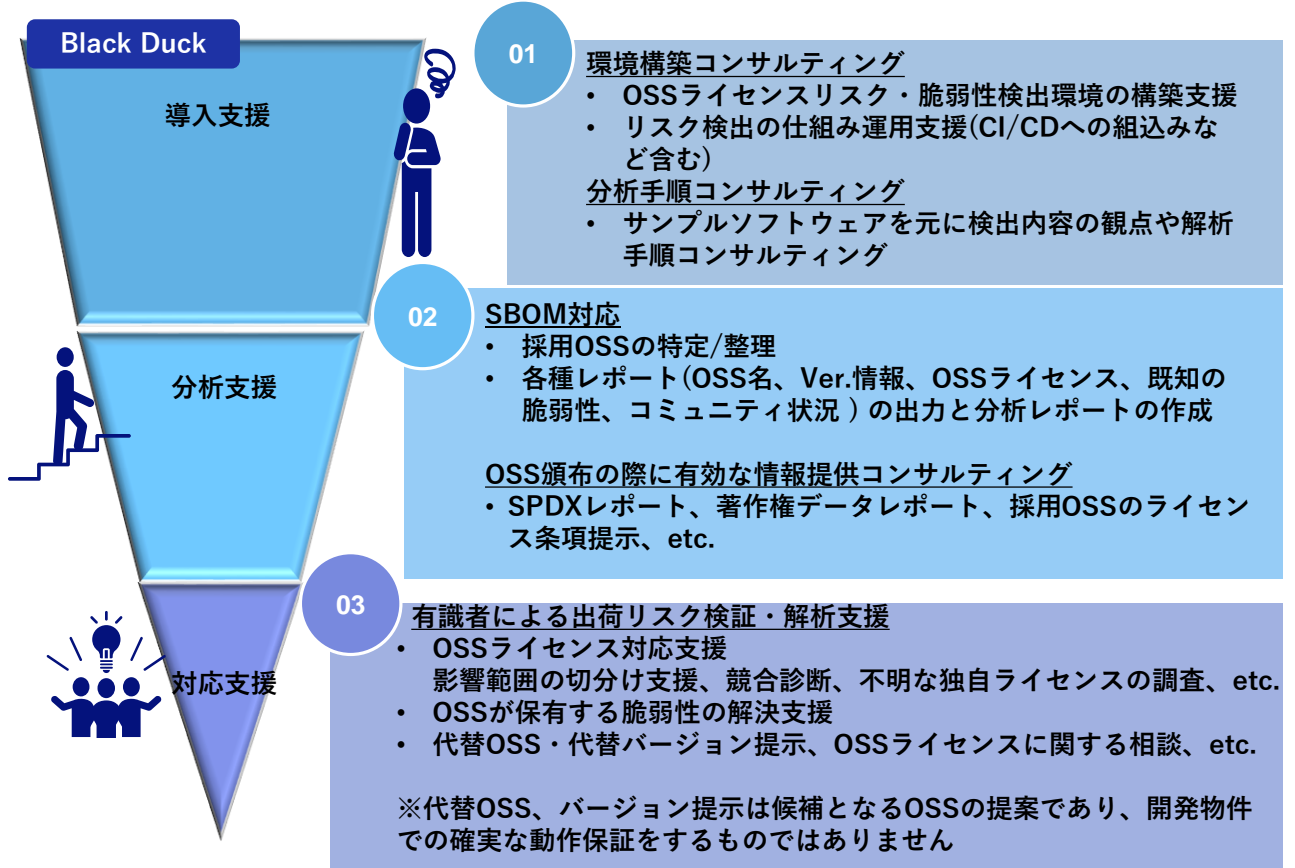 Black Duck
導入支援
01
環境構築コンサルティング
• OSSライセンスリスク・脆弱性検出環境の構築支援
• リスク検出の仕組み運用支援(CI/CDへの組込みな
ど含む)
分析手順コンサルティング
• サンプルソフトウェアを元に検出内容の観点や解析
手順コンサルティング
分析支援
02
SBOM対応
• 採用OSSの特定/整理
• 各種レポート(OSS名、Ver.情報、OSSライセンス、既知の
脆弱性、コミュニティ状況 ) の出力と分析レポートの作成
OSS頒布の際に有効な情報提供コンサルティング
• SPDXレポート、著作権データレポート、採用OSSのライセン
ス条項提示、etc.
対応支援
03
有識者による出荷リスク検証・解析支援
• OSSライセンス対応支援
影響範囲の切分け支援、競合診断、不明な独自ライセンスの調査、etc.
• OSSが保有する脆弱性の解決支援
• 代替OSS・代替バージョン提示、OSSライセンスに関する相談、etc.
※代替OSS、バージョン提示は候補となるOSSの提案であり、開発物件
での確実な動作保証をするものではありません